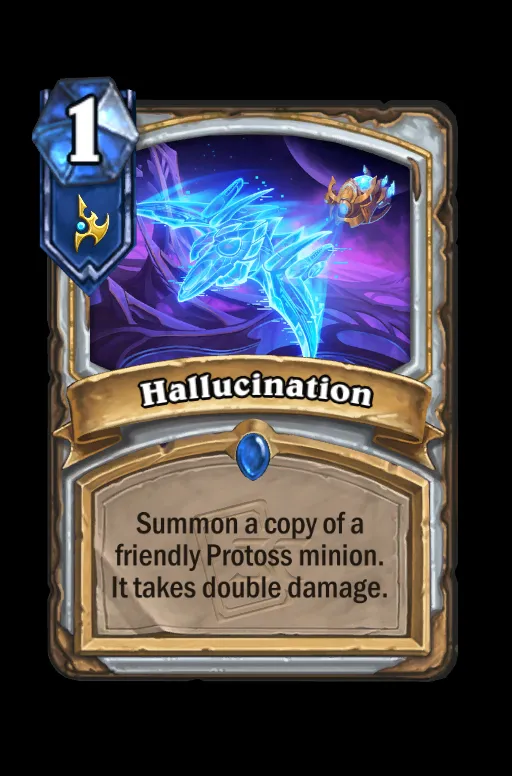 1
Hallucination
Summon a copy of a
friendly Protoss minion.
It takes double damage.